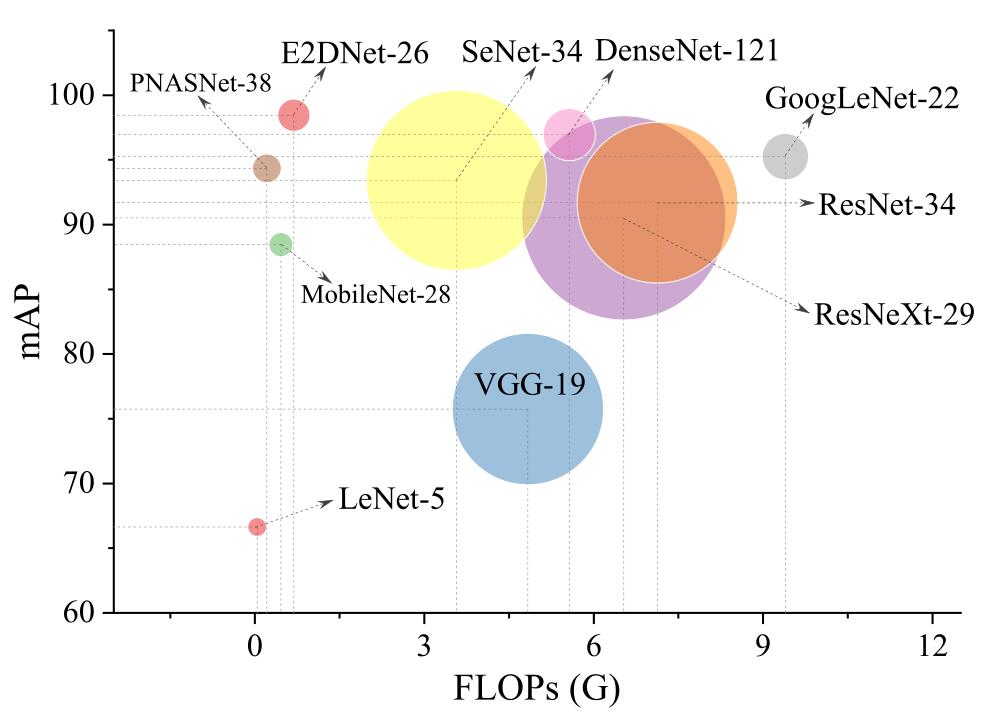 E2DNet-26
SeNet-34
DenseNet-121
PNASNet-38
100
GoogLeNet-22
ResNet-34
90
MobileNet-28
ResNeXt-29
mAP
80
VGG-19
70
LeNet-5
60
0
3
6
9
12
FLOPs (G)